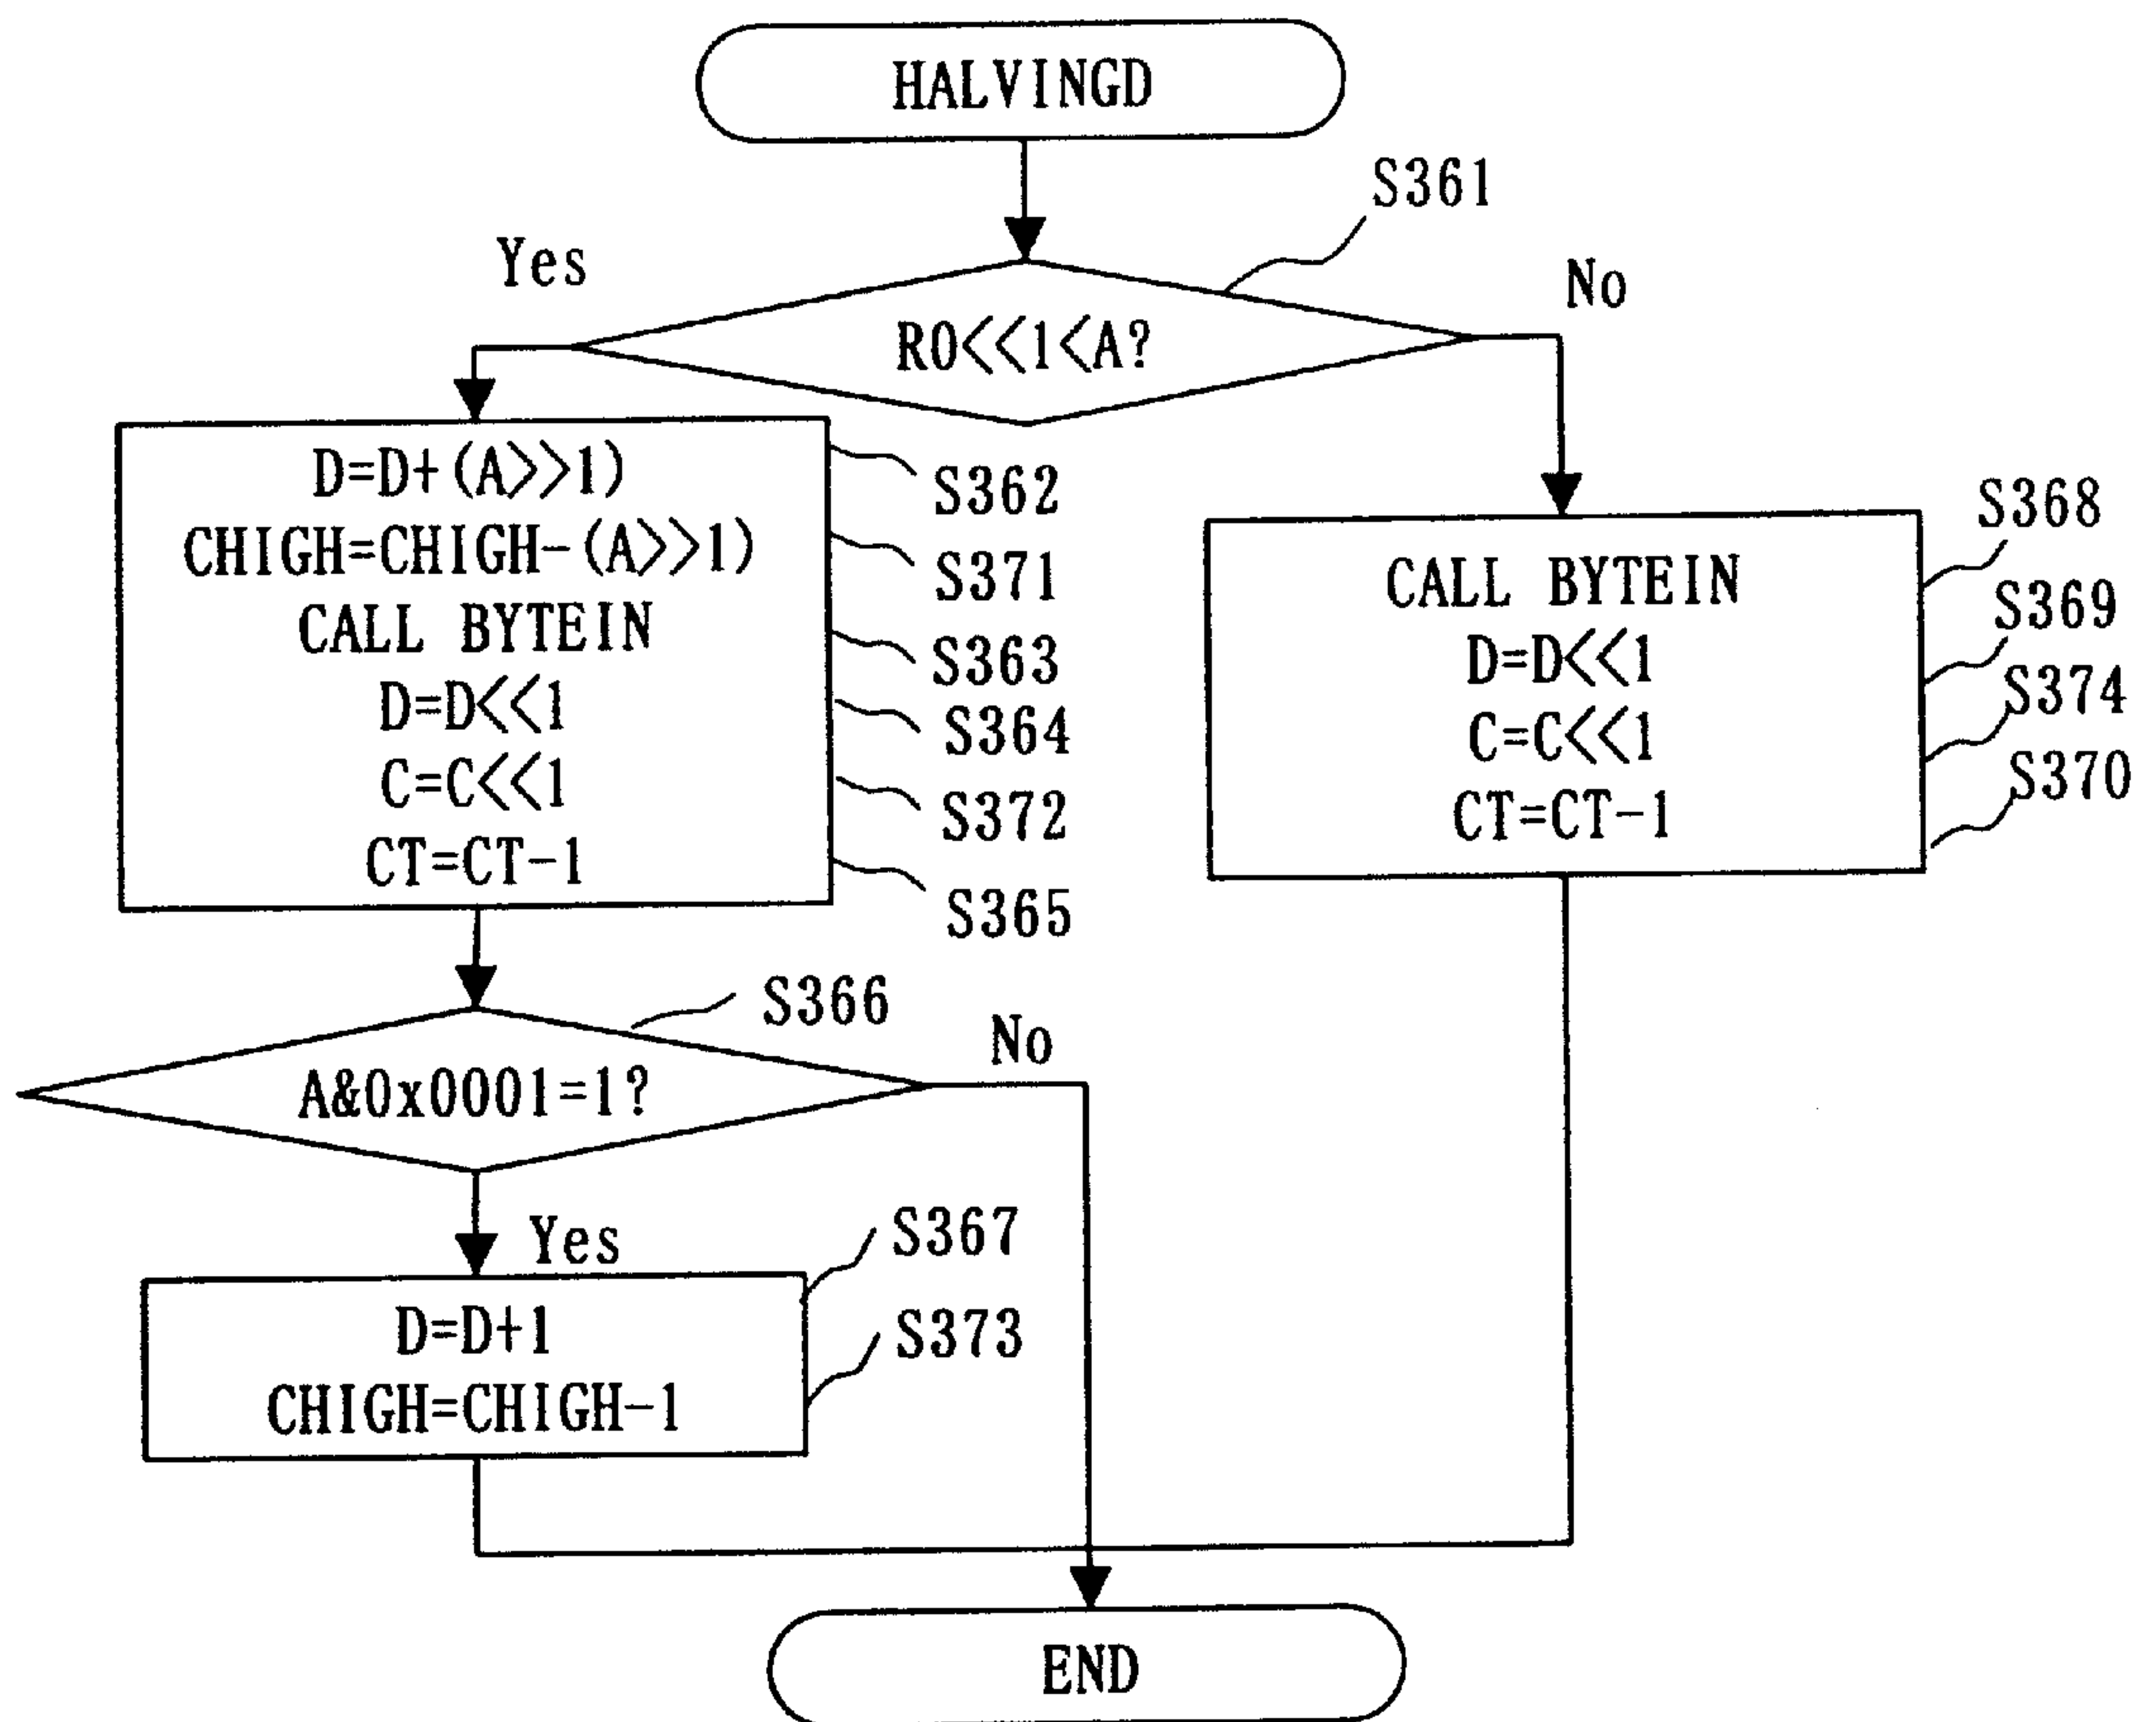 HALVINGD
S361
Yes
No
R0<<1<A?
D=D+(A>>1)
S362
CHIGH=CHIGH-(A>>1)
S371
CALL BYTEIN
S363
D=D<<1
S364
C=C<<1
S372
CT=CT-1
S365
CALL BYTEIN
S368
D=D<<1
S369
C=C<<1
S374
CT=CT-1
S370
S366
No
A&0x0001=1?
Yes
S367
D=D+1
S373
CHIGH=CHIGH-1
END